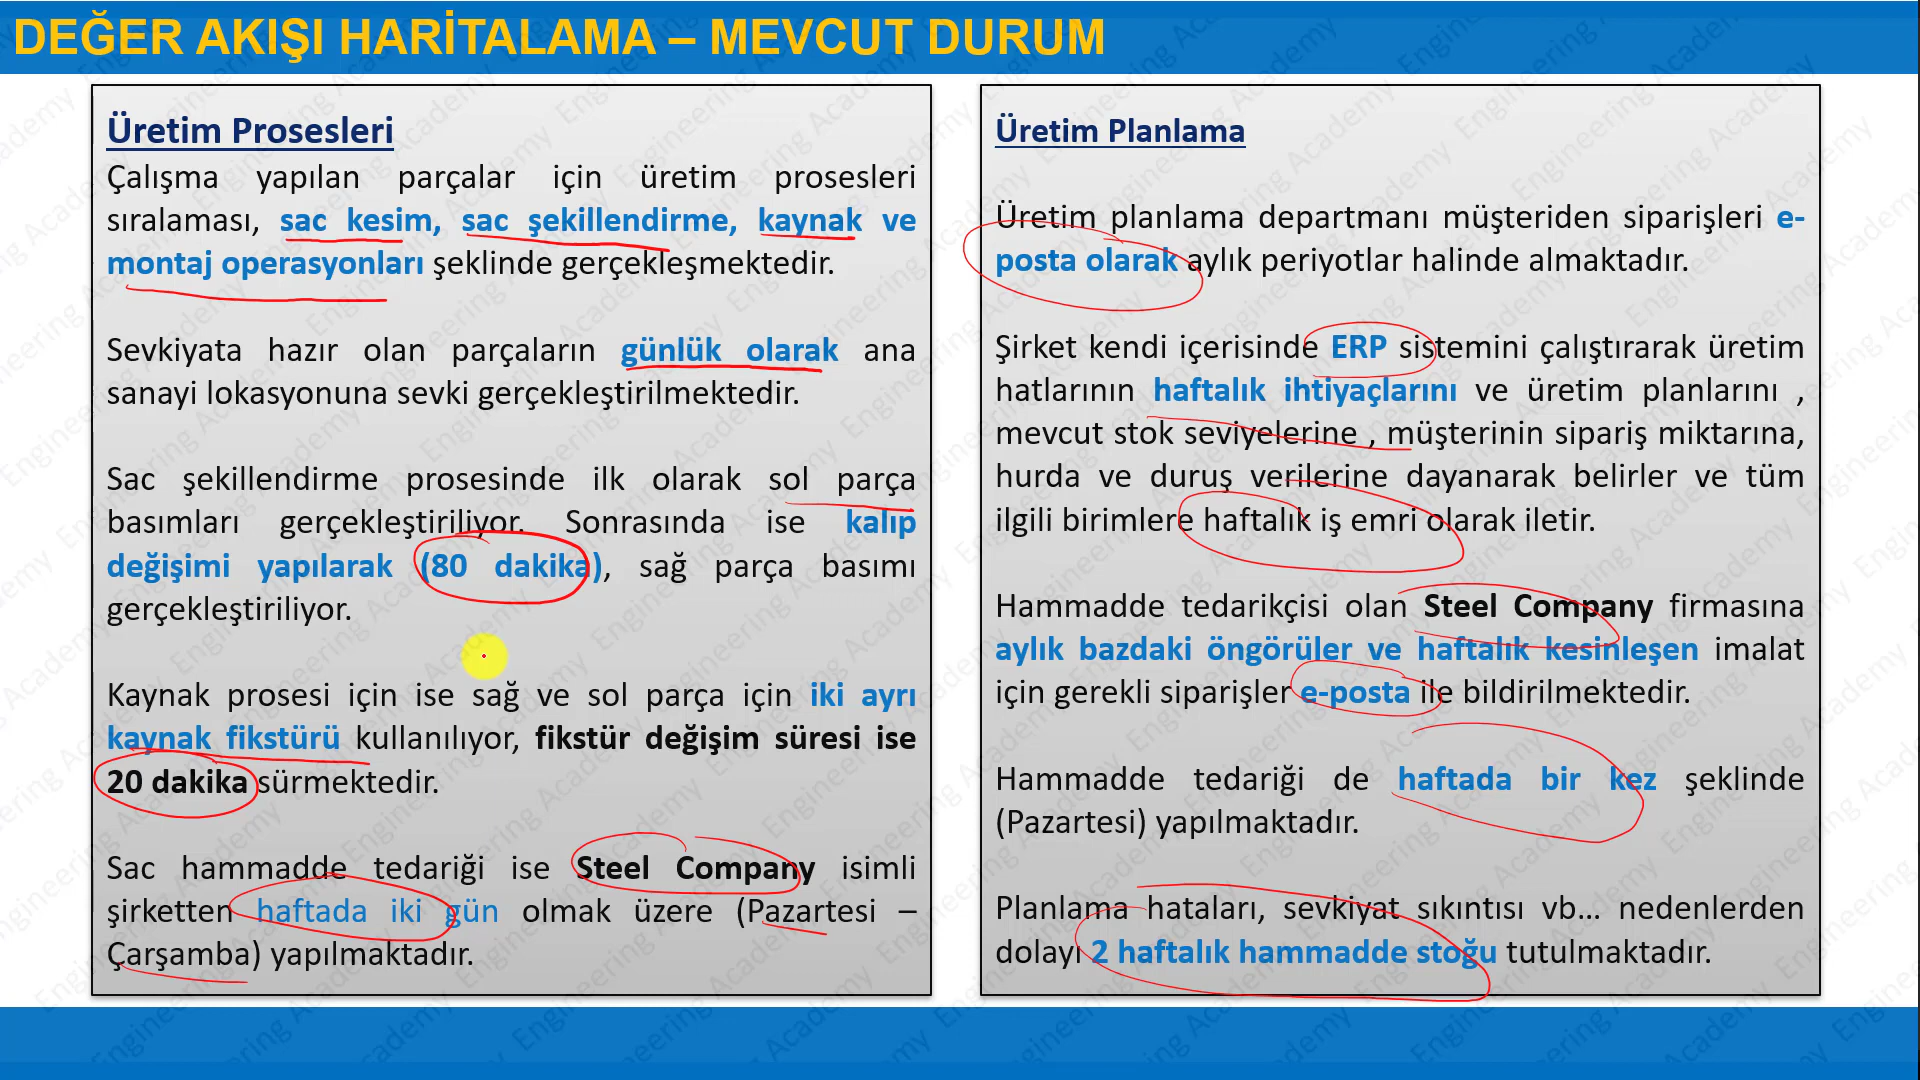 DEĞER AKIŞI HARİTALAMA – MEVCUT DURUM
Üretim Prosesleri
Çalışma yapılan parçalar için üretim prosesleri
sıralaması, sac kesim, sac şekillendirme, kaynak ve
montaj operasyonları şeklinde gerçekleşmektedir.
Sevkiyata hazır olan parçaların günlük olarak ana
sanayi lokasyonuna sevki gerçekleştirilmektedir.
Sac şekillendirme prosesinde ilk olarak sol parça
basımları gerçekleştiriliyor. Sonrasında ise kalıp
değişimi yapılarak (80 dakika), sağ parça basımı
gerçekleştiriliyor.
Kaynak prosesi için ise sağ ve sol parça için iki ayrı
kaynak fikstürü kullanılıyor, fikstür değişim süresi ise
20 dakika sürmektedir.
Sac hammadde tedariği ise Steel Company isimli
şirketten haftada iki gün olmak üzere (Pazartesi –
Çarşamba) yapılmaktadır.
Üretim Planlama
Üretim planlama departmanı müşteriden siparişleri e-
posta olarak aylık periyotlar halinde almaktadır.
Şirket kendi içerisinde ERP sistemini çalıştırarak üretim
hatlarının haftalık ihtiyaçlarını ve üretim planlarını ,
mevcut stok seviyelerine , müşterinin sipariş miktarına,
hurda ve duruş verilerine dayanarak belirler ve tüm
ilgili birimlere haftalık iş emri olarak iletir.
Hammadde tedarikçisi olan Steel Company firmasına
aylık bazdaki öngörüler ve haftalık kesinleşen imalat
için gerekli siparişler e-posta ile bildirilmektedir.
Hammadde tedariği de haftada bir kez şeklinde
(Pazartesi) yapılmaktadır.
Planlama hataları, sevkiyat sıkıntısı vb... nedenlerden
dolayı 2 haftalık hammadde stoğu tutulmaktadır.
Engineering Academy